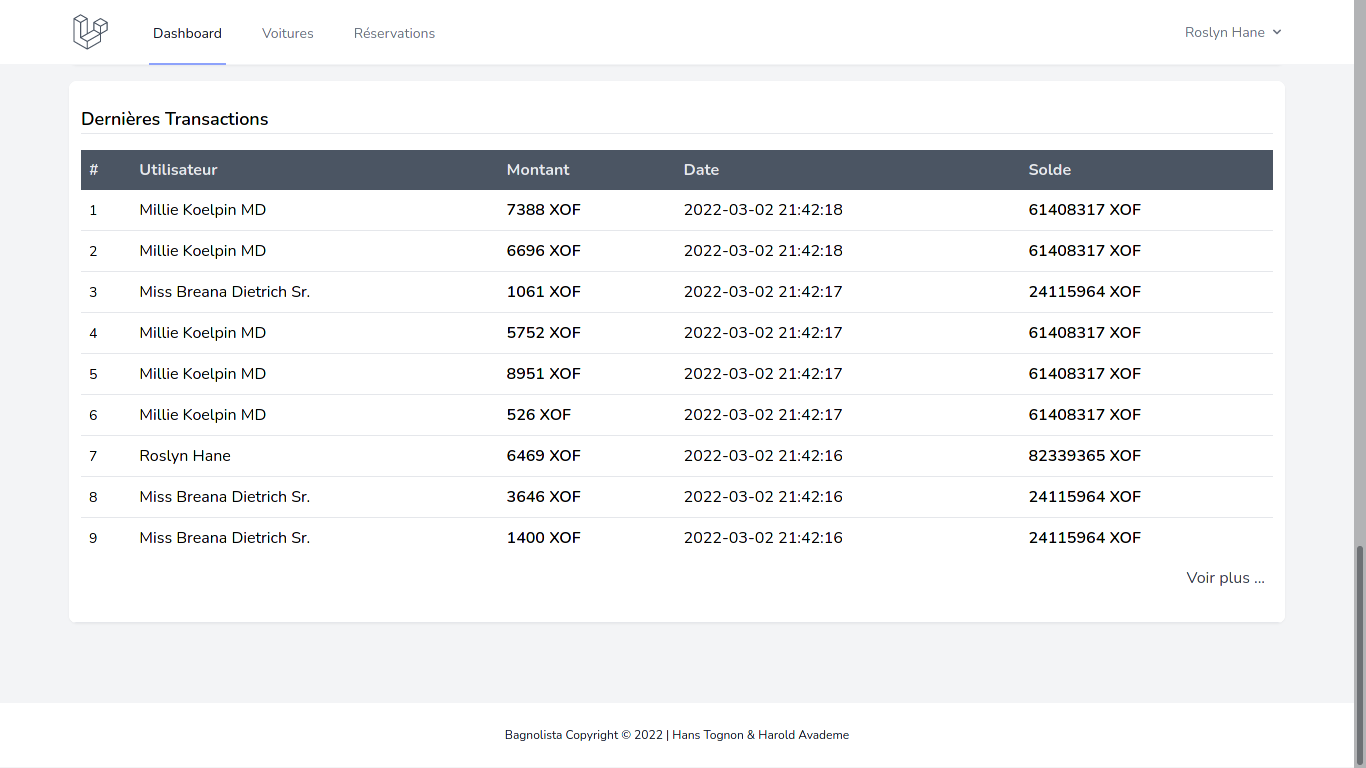 Dashboard Voitures Réservations Roslyn Hane
Dernières Transactions
# Utilisateur Montant Date Solde
1 Millie Koelpin MD 7388 XOF 2022-03-02 21:42:18 61408317 XOF
2 Millie Koelpin MD 6696 XOF 2022-03-02 21:42:18 61408317 XOF
3 Miss Breana Dietrich Sr. 1061 XOF 2022-03-02 21:42:17 24115964 XOF
4 Millie Koelpin MD 5752 XOF 2022-03-02 21:42:17 61408317 XOF
5 Millie Koelpin MD 8951 XOF 2022-03-02 21:42:17 61408317 XOF
6 Millie Koelpin MD 526 XOF 2022-03-02 21:42:17 61408317 XOF
7 Roslyn Hane 6469 XOF 2022-03-02 21:42:16 82339365 XOF
8 Miss Breana Dietrich Sr. 3646 XOF 2022-03-02 21:42:16 24115964 XOF
9 Miss Breana Dietrich Sr. 1400 XOF 2022-03-02 21:42:16 24115964 XOF
Voir plus ...
Bagnolista Copyright © 2022 | Hans Tognon & Harold Avademe